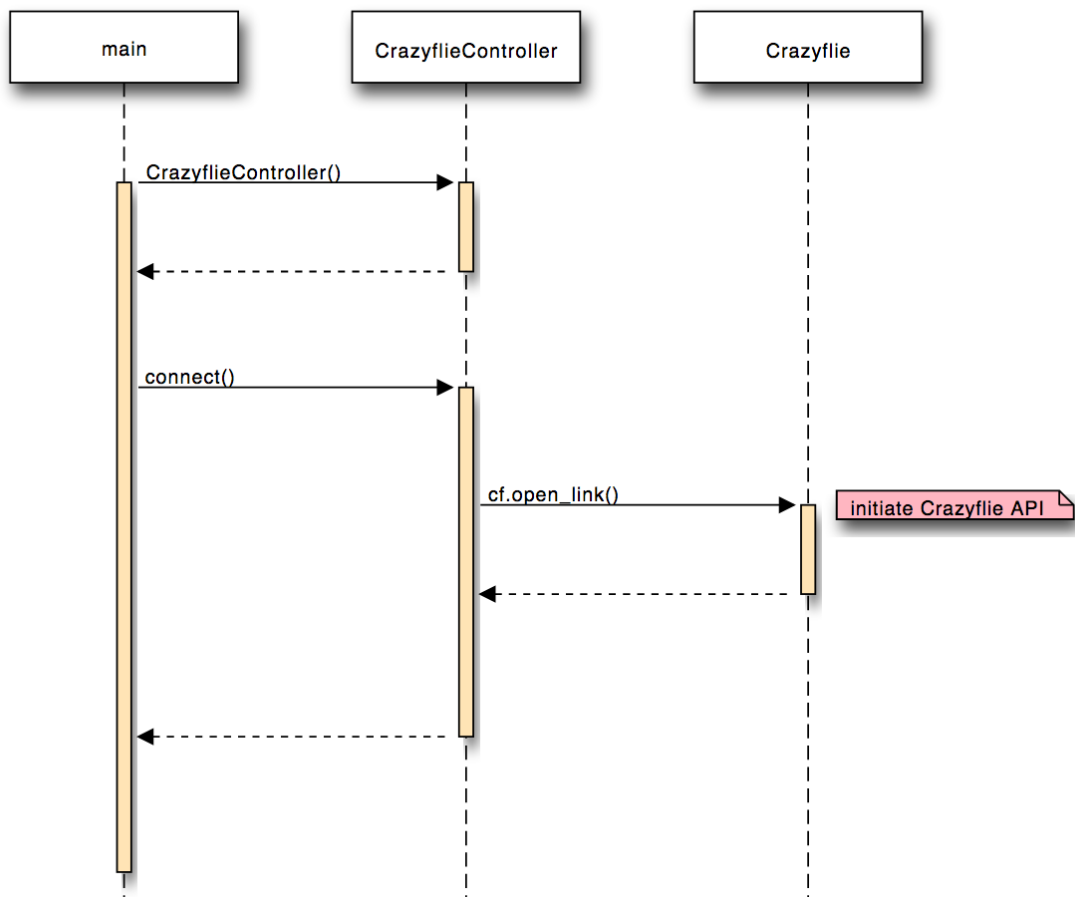 main
CrazyflieController
Crazyflie
CrazyflieController()
connect()
cf.open_link()
initiate Crazyflie API